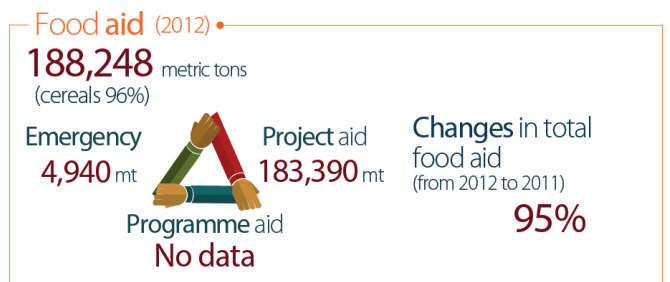 Food aid (2012)
188,248 metric tons
(cereals 96%)
Emergency
4,940 mt
Project aid
183,390 mt
Programme aid
No data
Changes in total
food aid
(from 2012 to 2011)
95%